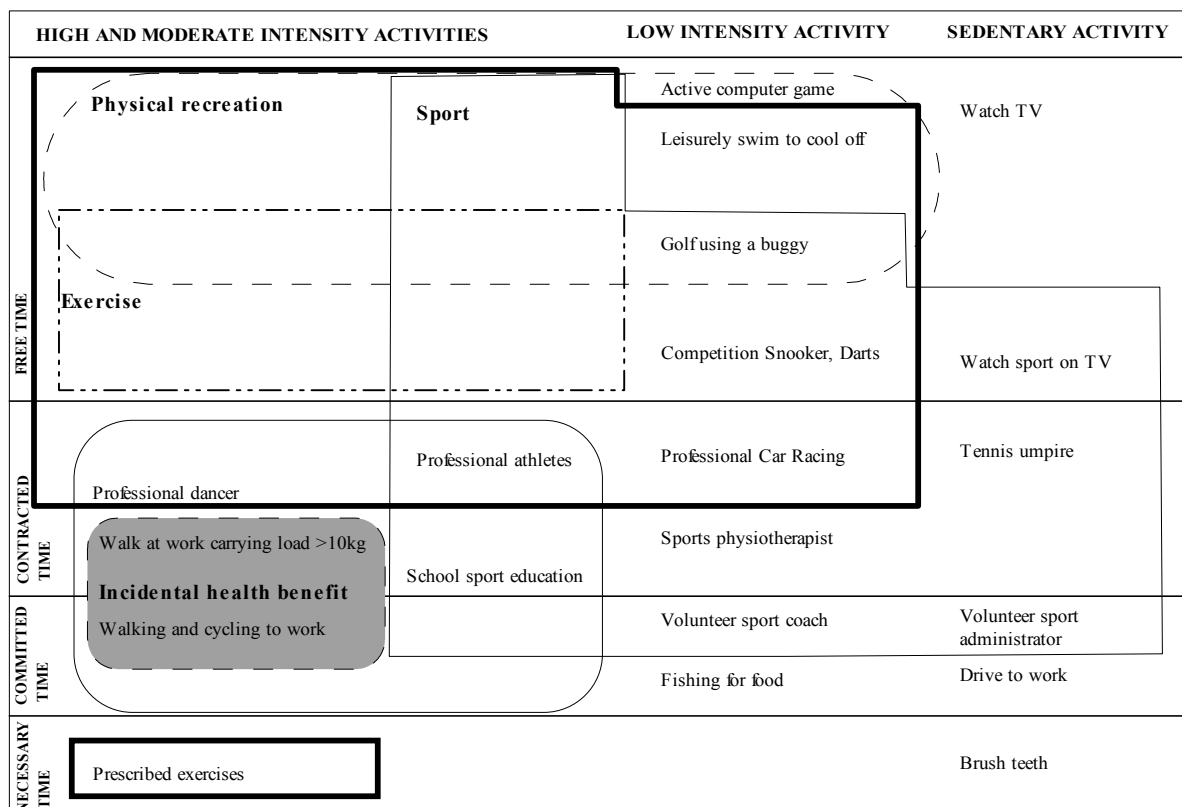 HIGH AND MODERATE INTENSITY ACTIVITIES
LOW INTENSITY ACTIVITY
SEDENTARY ACTIVITY
FREE TIME
Physical recreation
Sport
Active computer game
Watch TV
Leisurely swim to cool off
Golf using a buggy
Exercise
Competition Snooker, Darts
Watch sport on TV
CONTRACTED
TIME
Professional athletes
Professional Car Racing
Tennis umpire
Professional dancer
Walk at work carrying load >10kg
Sports physiotherapist
Incidental health benefit
School sport education
COMMITTED
TIME
Walking and cycling to work
Volunteer sport coach
Volunteer sport
administrator
Fishing for food
Drive to work
NECESSARY
TIME
Prescribed exercises
Brush teeth